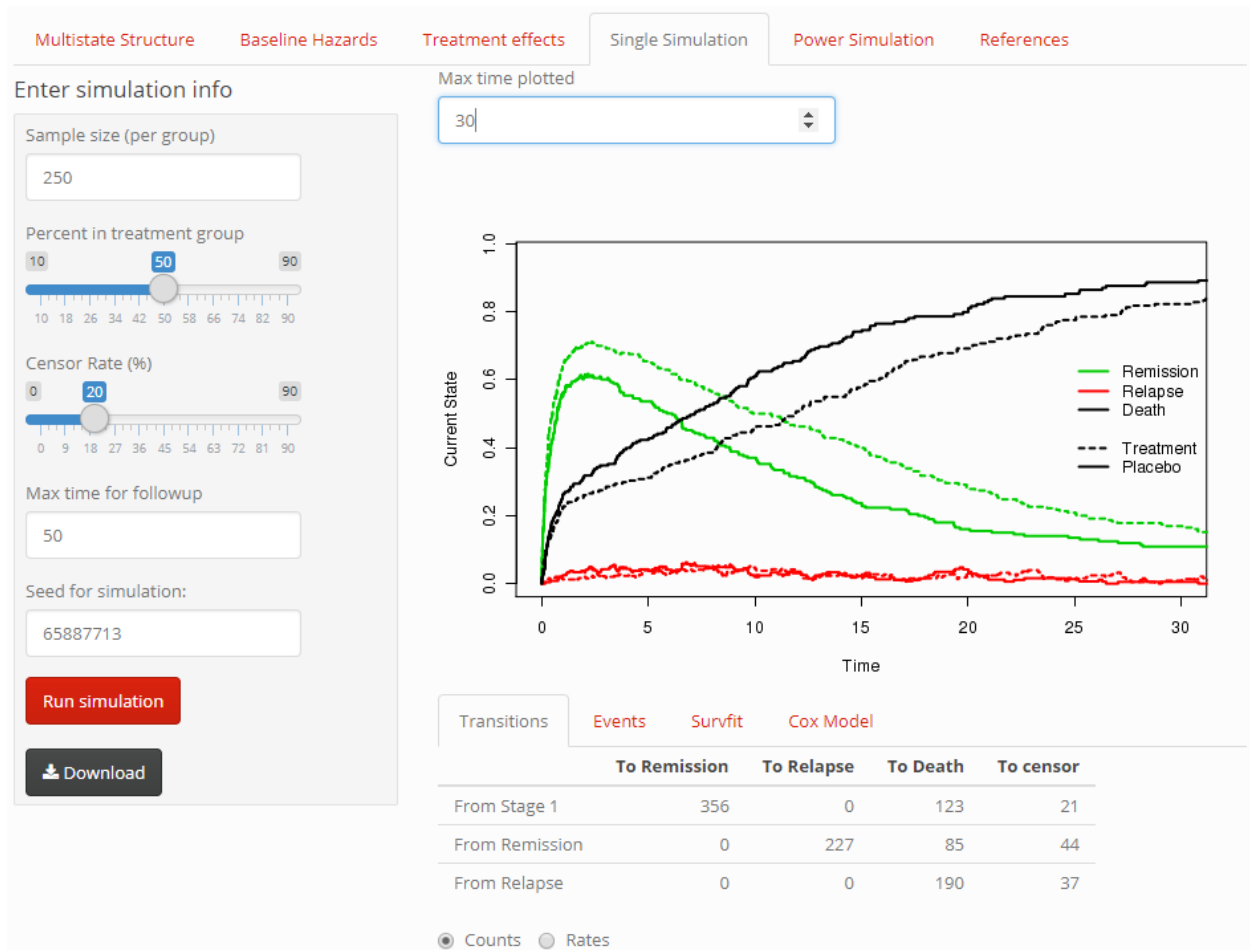 Multistate Structure Baseline Hazards Treatment effects Single Simulation Power Simulation References
Enter simulation info
Sample size (per group)
250
Percent in treatment group
10 50 90
10 18 26 34 42 50 58 66 74 82 90
Censor Rate (%)
0 20 90
0 9 18 27 36 45 54 63 72 81 90
Max time for followup
50
Seed for simulation:
65887713
Run simulation
Download
Max time plotted
30
Current State
1.0
0.8
0.6
0.4
0.2
0.0
0 5 10 15 20 25 30
Time
Remission
Relapse
Death
Treatment
Placebo
Transitions Events Survfit Cox Model
To Remission To Relapse To Death To censor
From Stage 1 356 0 123 21
From Remission 0 227 85 44
From Relapse 0 0 190 37
Counts Rates